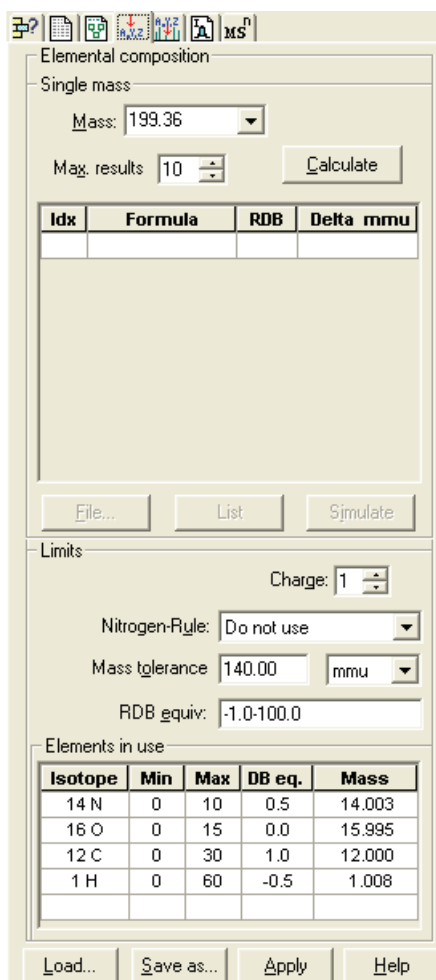 A,Y,Z A,Y,Z MSn
Elemental composition
Single mass
Mass: 199.36
Max. results 10 Calculate
Idx Formula RDB Delta mmu
File... List Simulate
Limits
Charge: 1
Nitrogen-Rule: Do not use
Mass tolerance 140.00 mmu
RDB equiv: -1.0-100.0
Elements in use
Isotope Min Max DB eq. Mass
14 N 0 10 0.5 14.003
16 O 0 15 0.0 15.995
12 C 0 30 1.0 12.000
1 H 0 60 -0.5 1.008
Load... Save as... Apply Help